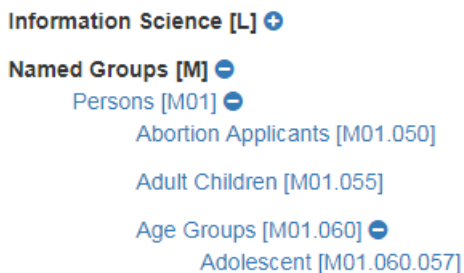 Information Science [L]
Named Groups [M]
Persons [M01]
Abortion Applicants [M01.050]
Adult Children [M01.055]
Age Groups [M01.060]
Adolescent [M01.060.057]